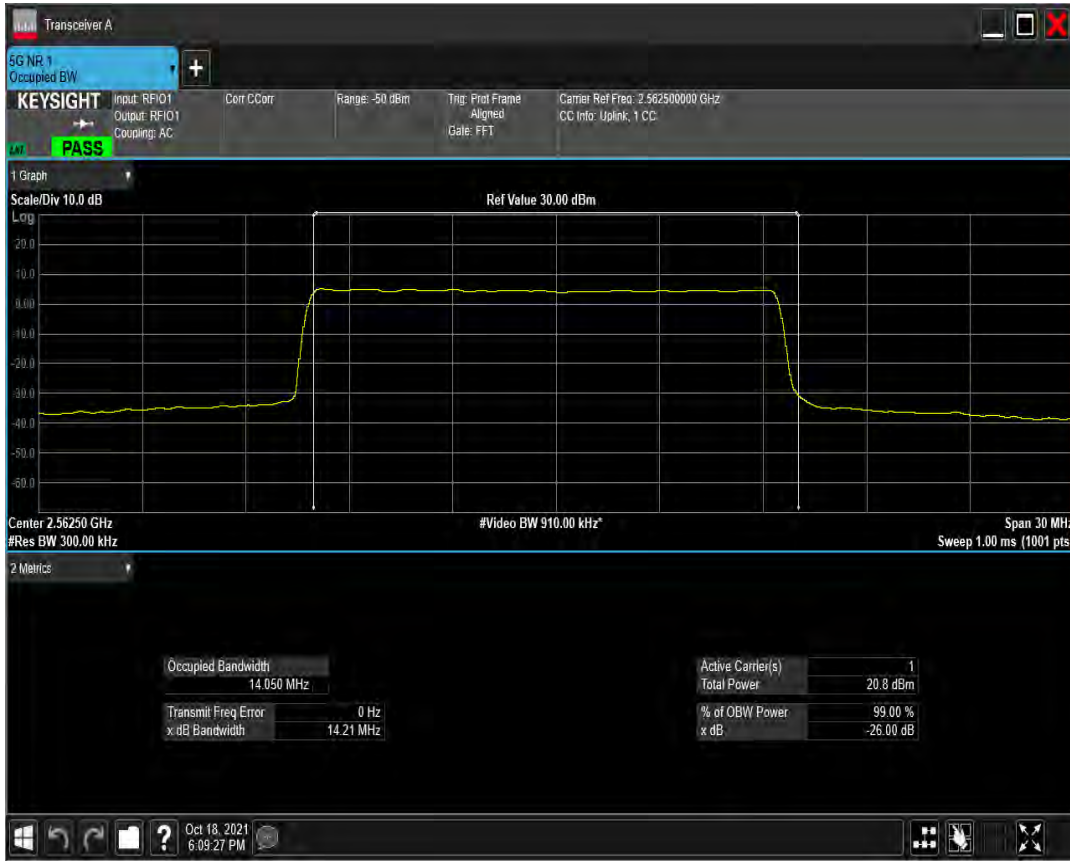 Transceiver A
5G NR 1
Occupied BW
+
KEYSIGHT
PASS
Input: RFIO1
Output: RFIO1
Coupling: AC
Corr CCorr
Range: -50 dBm
Trig: Prot Frame
Aligned
Gate: FFT
Carrier Ref Freq: 2.562500000 GHz
CC Info: Uplink, 1 CC
1 Graph
Scale/Div 10.0 dB
Ref Value 30.00 dBm
Log
20.0
10.0
0.00
-10.0
-20.0
-30.0
-40.0
-50.0
-60.0
Center 2.56250 GHz
#Video BW 910.00 kHz*
Span 30 MHz
#Res BW 300.00 kHz
Sweep 1.00 ms (1001 pts
2 Metrics
Occupied Bandwidth
14.050 MHz
Transmit Freq Error 0 Hz
x dB Bandwidth 14.21 MHz
Active Carrier(s) 1
Total Power 20.8 dBm
% of OBW Power 99.00 %
x dB -26.00 dB
?
Oct 18, 2021
6:09:27 PM